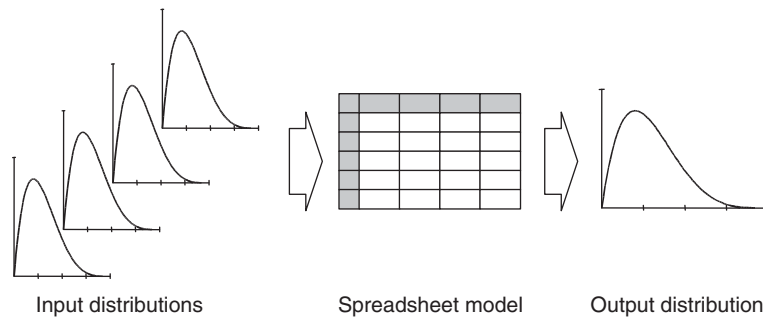 Input distributions
Spreadsheet model
Output distribution